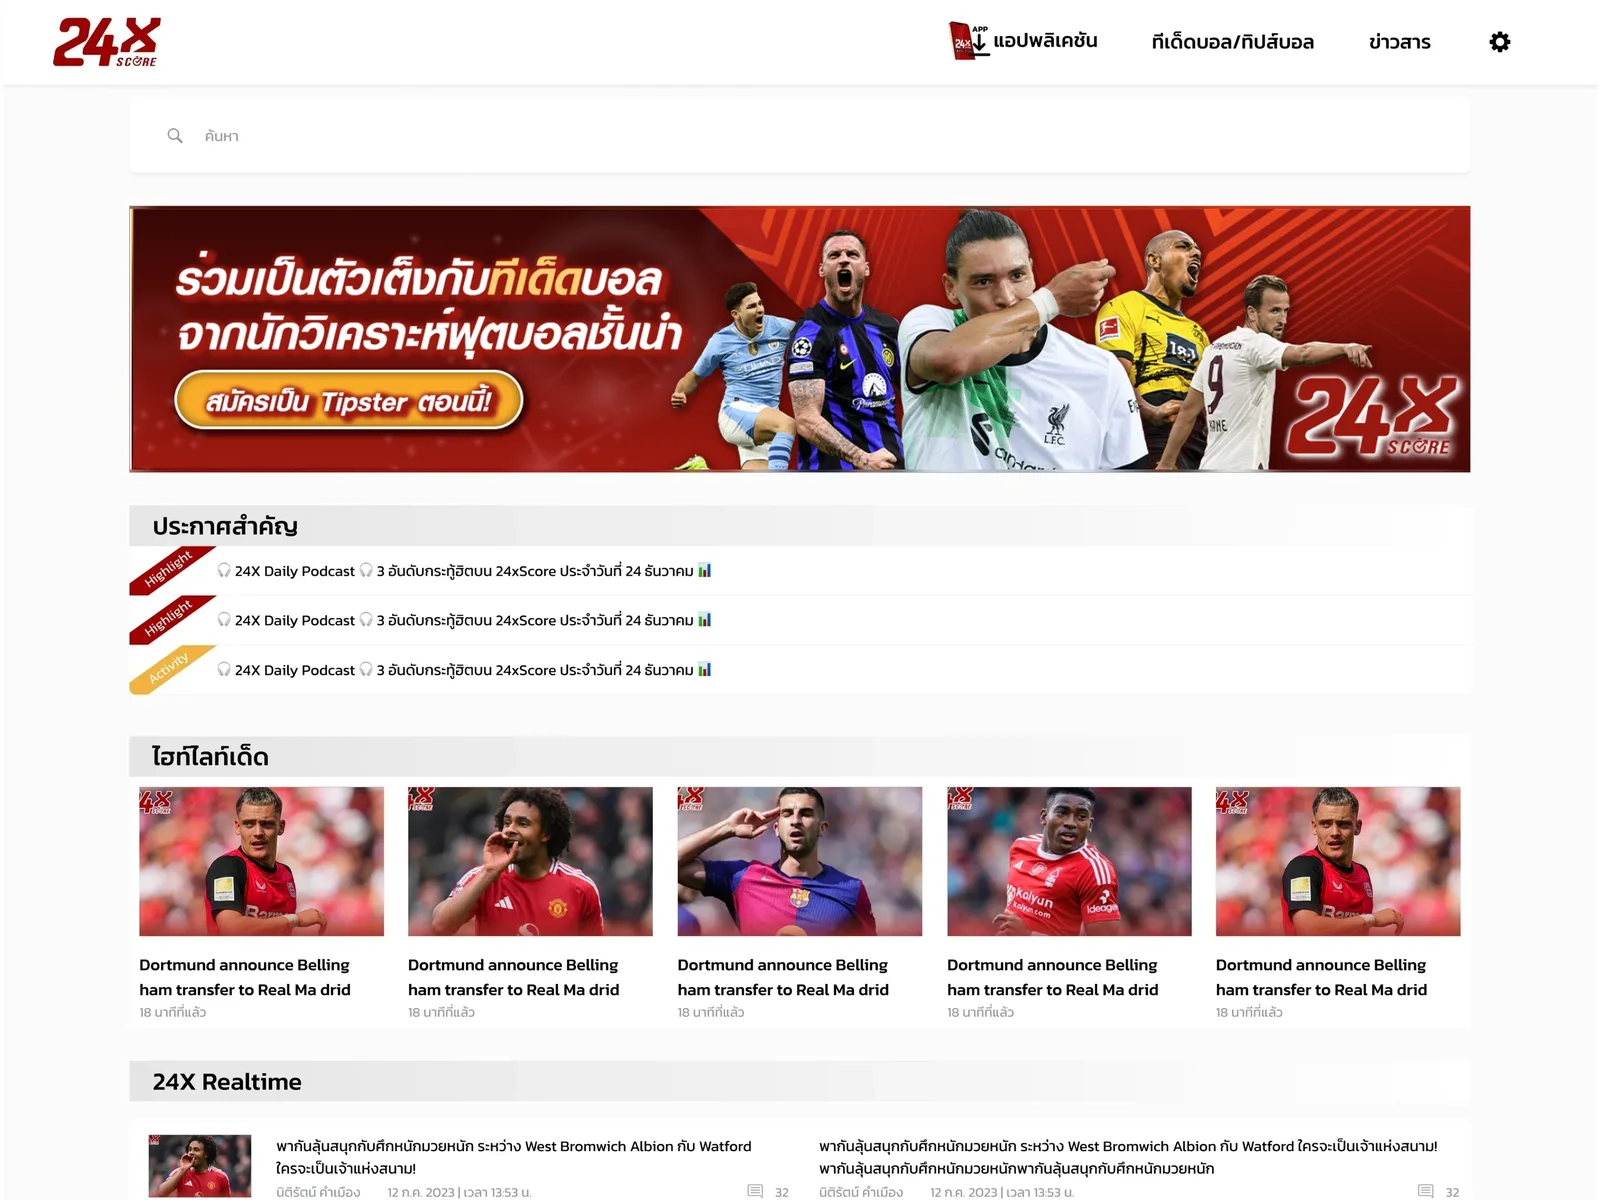 24X
SCORE
APP
24X
แอปพลิเคชัน
ทีเด็ดบอล/ทิปส์บอล
ข่าวสาร
ค้นหา
ร่วมเป็นตัวเต็งกับทีเด็ดบอล
จากนักวิเคราะห์ฟุตบอลชั้นนำ
สมัครเป็น Tipster ตอนนี้!
L.F.C.
9
24X
SCORE
ประกาศสำคัญ
Highlight
🎧 24X Daily Podcast 🎧 3 อันดับกระทู้ฮิตบน 24xScore ประจำวันที่ 24 ธันวาคม 📊
Highlight
🎧 24X Daily Podcast 🎧 3 อันดับกระทู้ฮิตบน 24xScore ประจำวันที่ 24 ธันวาคม 📊
Activity
🎧 24X Daily Podcast 🎧 3 อันดับกระทู้ฮิตบน 24xScore ประจำวันที่ 24 ธันวาคม 📊
ไฮท์ไลท์เด็ด
Kalyun
Kalyun.com
Dortmund announce Belling
ham transfer to Real Ma drid
18 นาทีที่แล้ว
Dortmund announce Belling
ham transfer to Real Ma drid
18 นาทีที่แล้ว
Dortmund announce Belling
ham transfer to Real Ma drid
18 นาทีที่แล้ว
Dortmund announce Belling
ham transfer to Real Ma drid
18 นาทีที่แล้ว
Dortmund announce Belling
ham transfer to Real Ma drid
18 นาทีที่แล้ว
24X Realtime
พากันลุ้นสนุกกับศึกหนักมวยหนัก ระหว่าง West Bromwich Albion กับ Watford
ใครจะเป็นเจ้าแห่งสนาม!
นิติรัตน์ คำเมือง 12 ก.ค. 2023 | เวลา 13:53 น. 32
พากันลุ้นสนุกกับศึกหนักมวยหนัก ระหว่าง West Bromwich Albion กับ Watford ใครจะเป็นเจ้าแห่งสนาม!
พากันลุ้นสนุกกับศึกหนักมวยหนักพากันลุ้นสนุกกับศึกหนักมวยหนัก
นิติรัตน์ คำเมือง 12 ก.ค. 2023 | เวลา 13:53 น. 32